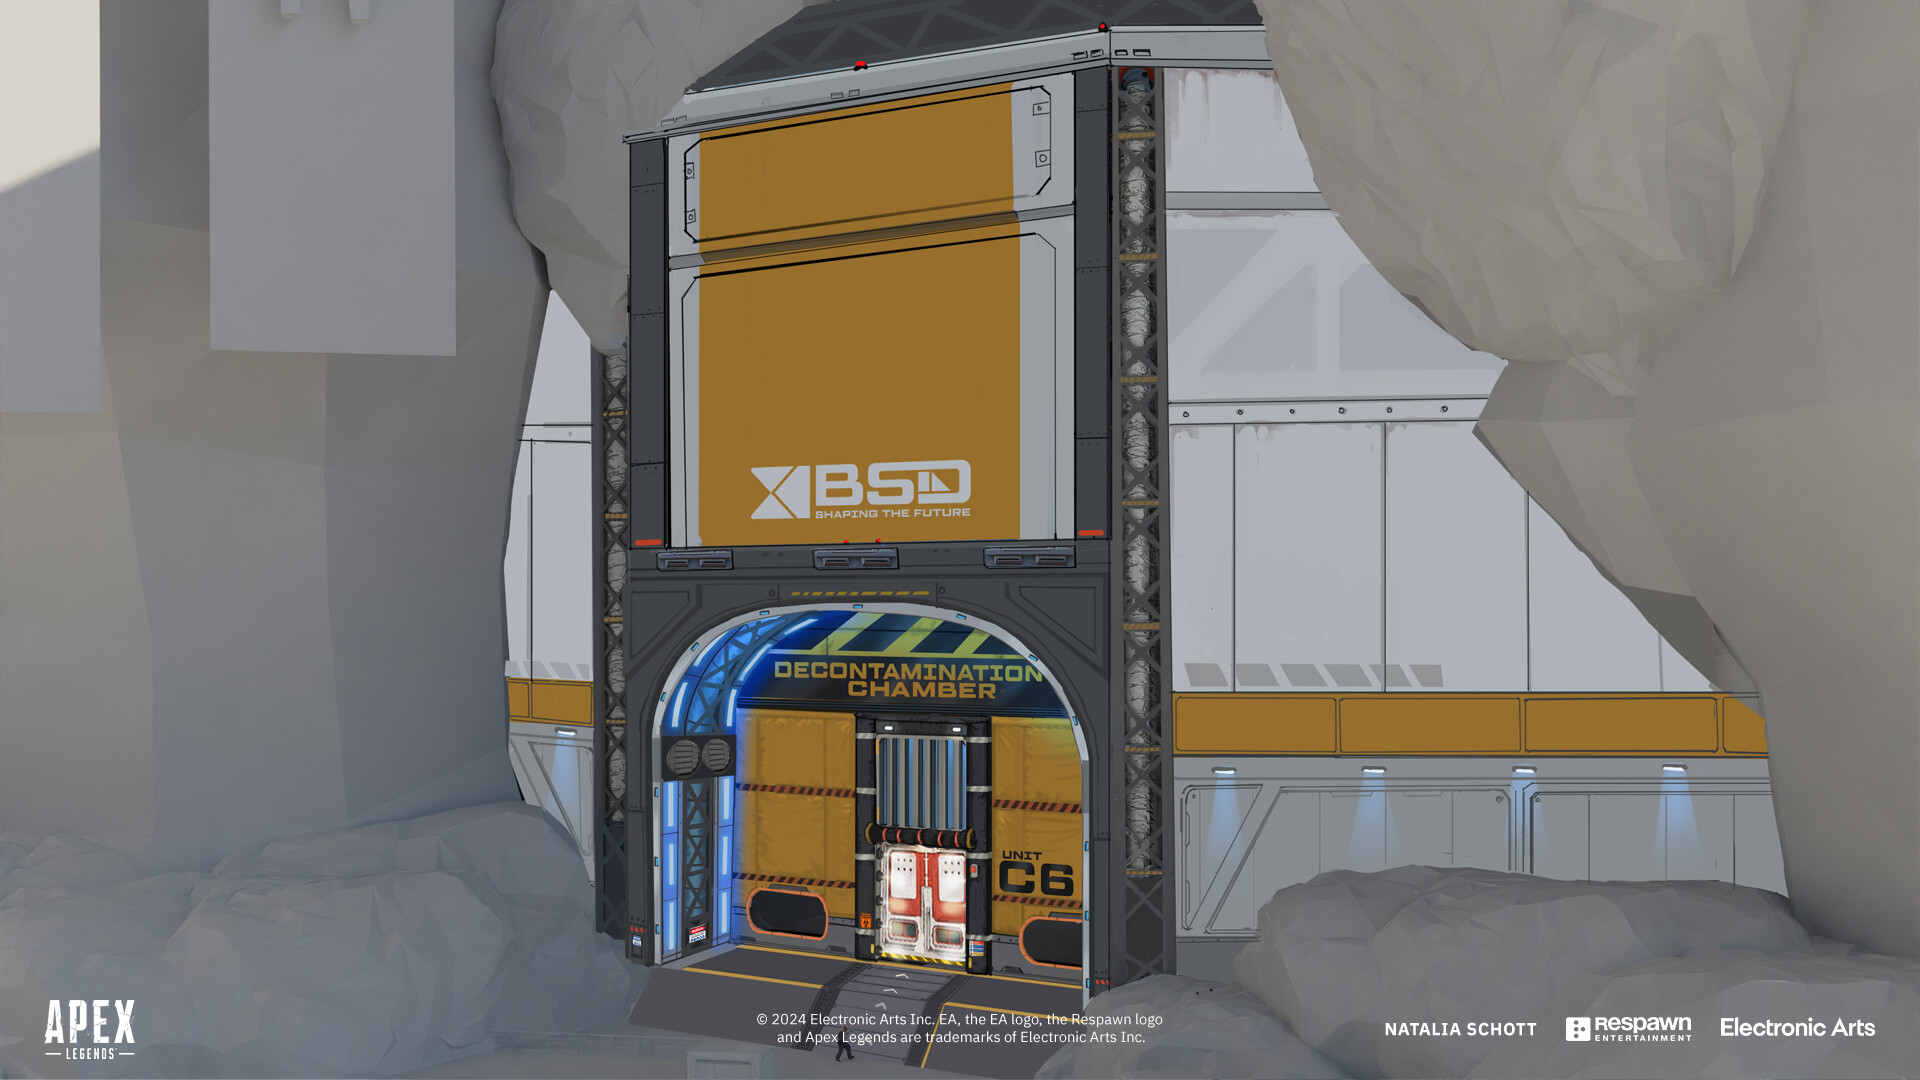 BSD
SHAPING THE FUTURE
DECONTAMINATION
CHAMBER
UNIT
C6
APEX
LEGENDS
© 2024 Electronic Arts Inc. EA, the EA logo, the Respawn logo
and Apex Legends are trademarks of Electronic Arts Inc.
NATALIA SCHOTT
Respawn
ENTERTAINMENT
Electronic Arts